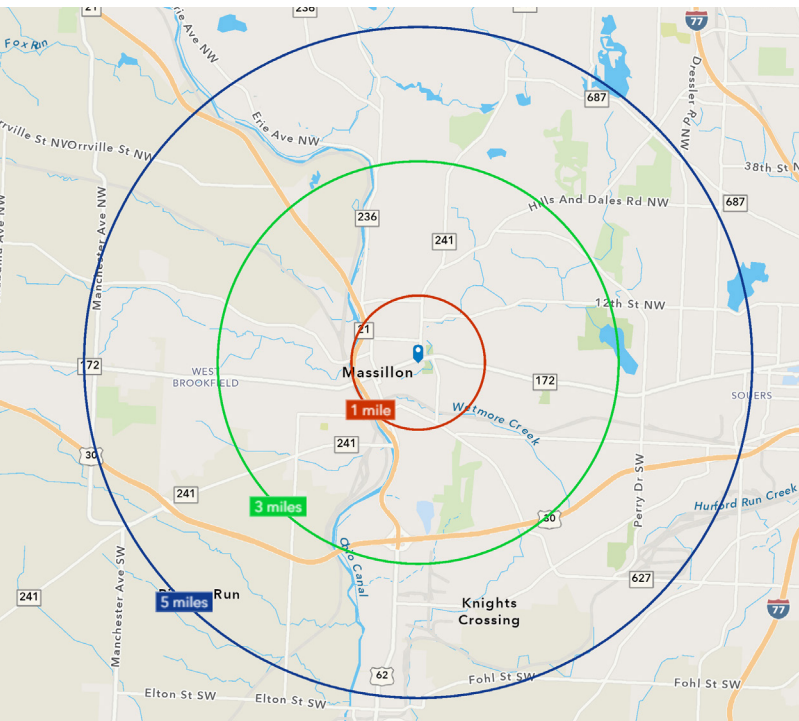 21
236
77
Erie Ave NW
Fox Run
Dressler Rd NW
687
Erie Ave NW
Orrville St NW
Orrville St NW
38th St N
687
Hills And Dales Rd NW
236
241
Manchester Ave NW
Ave NW
12th St NW
21
172
WEST
BROOKFIELD
Massillon
172
SOUERS
1 mile
Wetmore Creek
241
30
241
3 miles
30
Perry Dr SW
Hurford Run Creek
Ohio Canal
Manchester Ave SW
627
241
Run
5 miles
Knights
Crossing
77
62
Fohl St SW
Fohl St SW
Elton St SW
Elton St SW